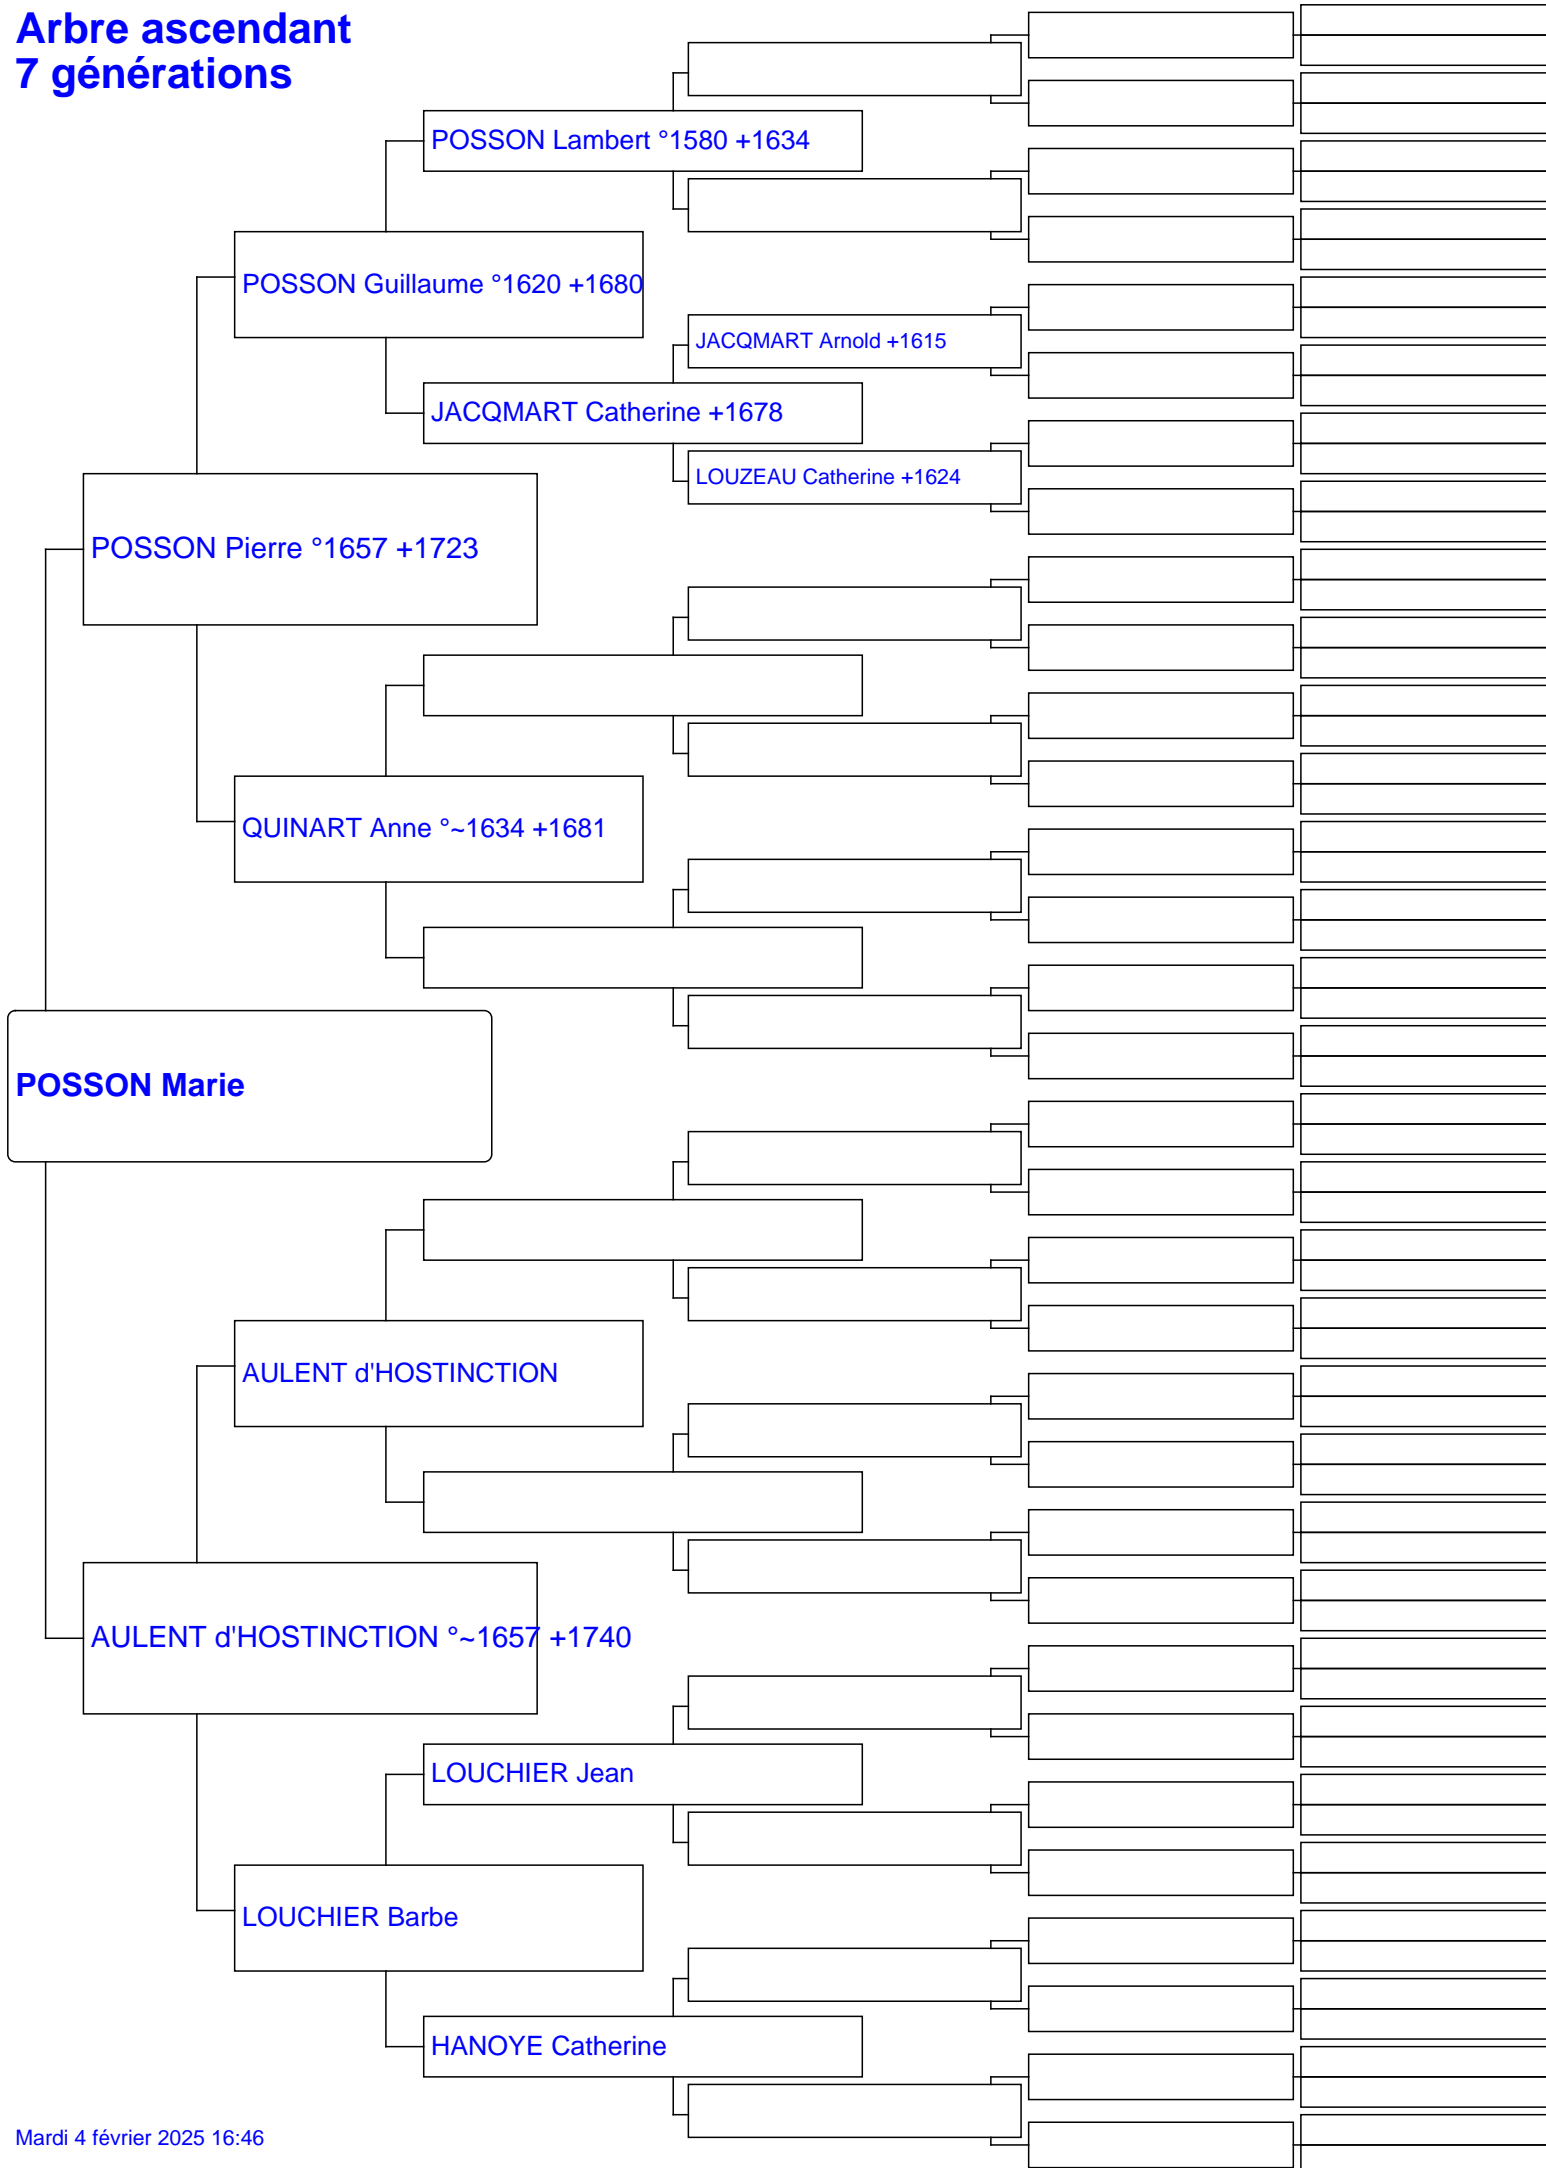 Arbre ascendant
7 générations
POSSON Lambert °1580 +1634
POSSON Guillaume °1620 +1680
JACQMART Arnold +1615
JACQMART Catherine +1678
LOUZEAU Catherine +1624
POSSON Pierre °1657 +1723
QUINART Anne °~1634 +1681
POSSON Marie
AULENT d'HOSTINCTION
AULENT d'HOSTINCTION °~1657 +1740
LOUCHIER Jean
LOUCHIER Barbe
HANOYE Catherine
Mardi 4 février 2025 16:46